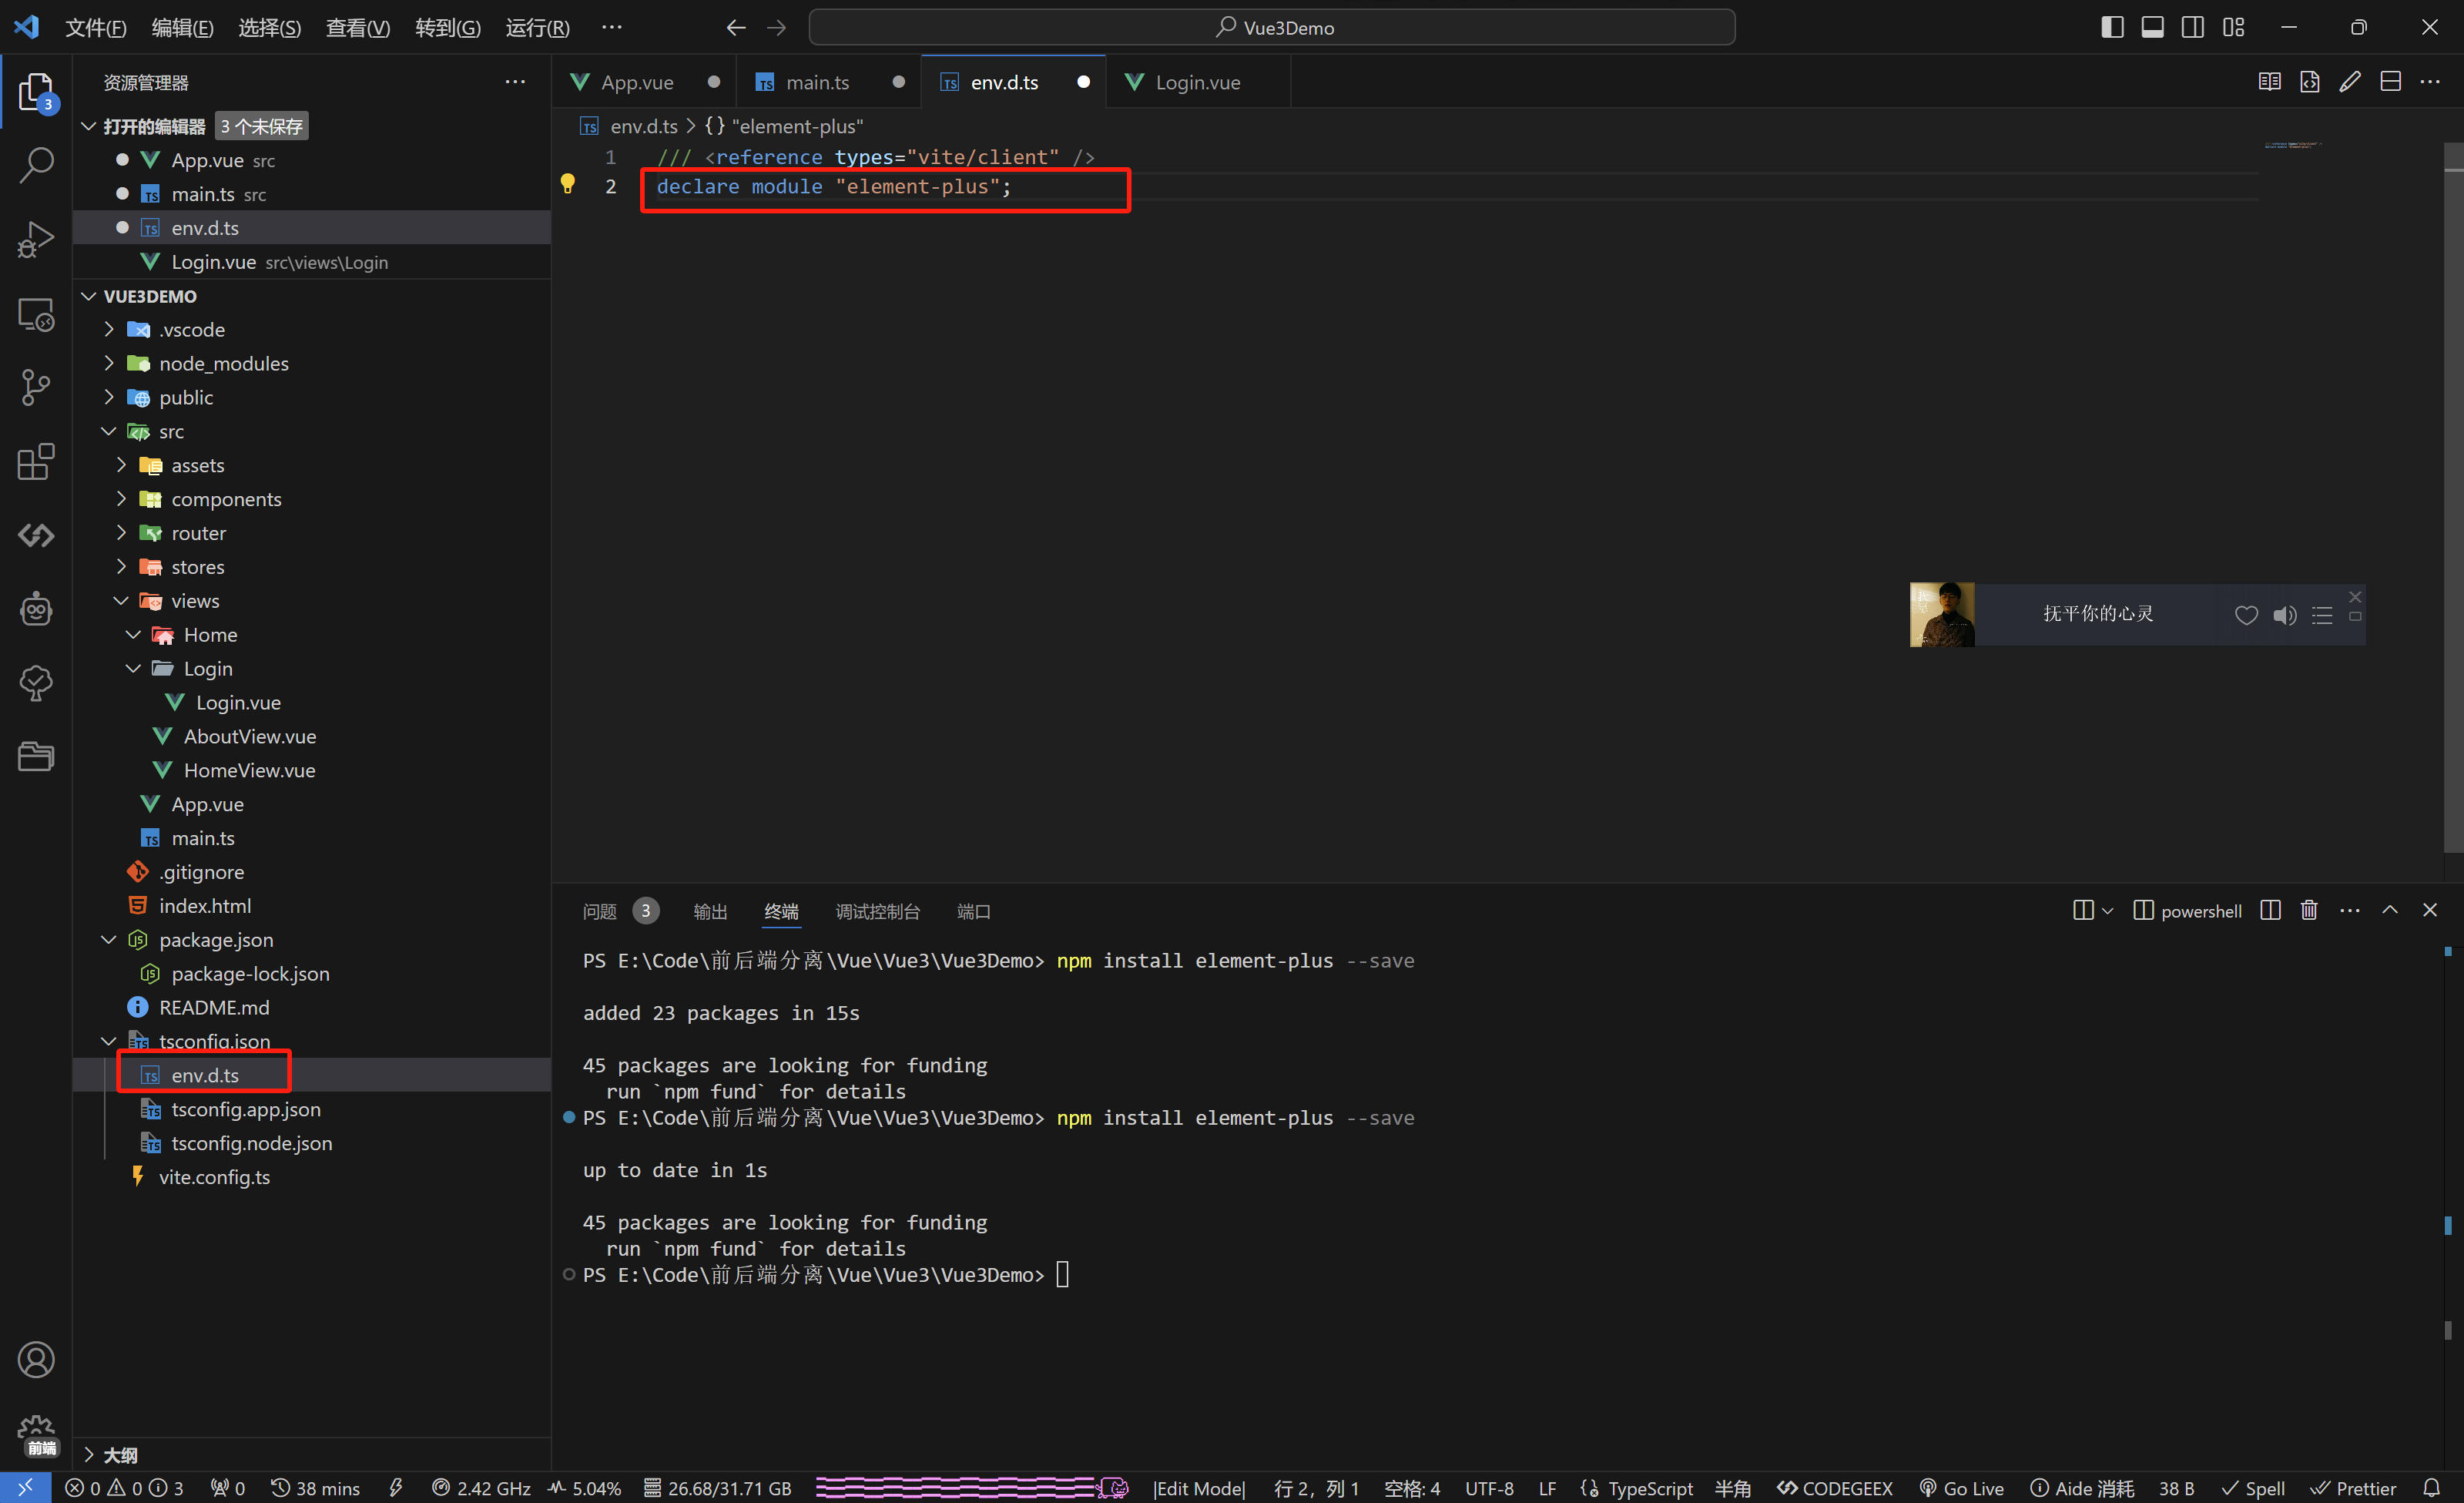 文件(F) 编辑(E) 选择(S) 查看(V) 转到(G) 运行(R) ··· Vue3Demo
资源管理器
3
打开的编辑器 3 个未保存
App.vue src
main.ts src
env.d.ts
Login.vue src\views\Login
VUE3DEMO
.vscode
node_modules
public
src
assets
components
router
stores
views
Home
Login
Login.vue
AboutView.vue
HomeView.vue
App.vue
main.ts
.gitignore
index.html
package.json
package-lock.json
README.md
tsconfig.json
env.d.ts
tsconfig.app.json
tsconfig.node.json
vite.config.ts
大纲
前端
App.vue main.ts env.d.ts Login.vue
env.d.ts > {} "element-plus"
1 /// <reference types="vite/client" />
2 declare module "element-plus";
抚平你的心灵
问题 3 输出 终端 调试控制台 端口 powershell
PS E:\Code\前后端分离\Vue\Vue3\Vue3Demo> npm install element-plus --save
added 23 packages in 15s
45 packages are looking for funding
run `npm fund` for details
PS E:\Code\前后端分离\Vue\Vue3\Vue3Demo> npm install element-plus --save
up to date in 1s
45 packages are looking for funding
run `npm fund` for details
PS E:\Code\前后端分离\Vue\Vue3\Vue3Demo>
0 0 3 0 38 mins 2.42 GHz 5.04% 26.68/31.71 GB |Edit Mode| 行 2，列 1 空格: 4 UTF-8 LF TypeScript 半角 CODEGEEX Go Live Aide 消耗 38 B Spell Prettier